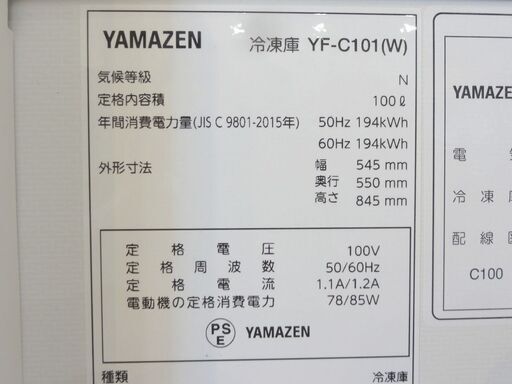 YAMAZEN 冷凍庫 YF-C101(W)
気候等級 N
定格内容積 100ℓ
年間消費電力量(JIS C 9801-2015年) 50Hz 194kWh
60Hz 194kWh
外形寸法 幅 545 mm
奥行 550 mm
高さ 845 mm
定格電圧 100V
定格周波数 50/60Hz
定格電流 1.1A/1.2A
電動機の定格消費電力 78/85W
PSE YAMAZEN
種類 冷凍庫
YAMAZE
電 気
冷 凍 庫
配 線 図
C100